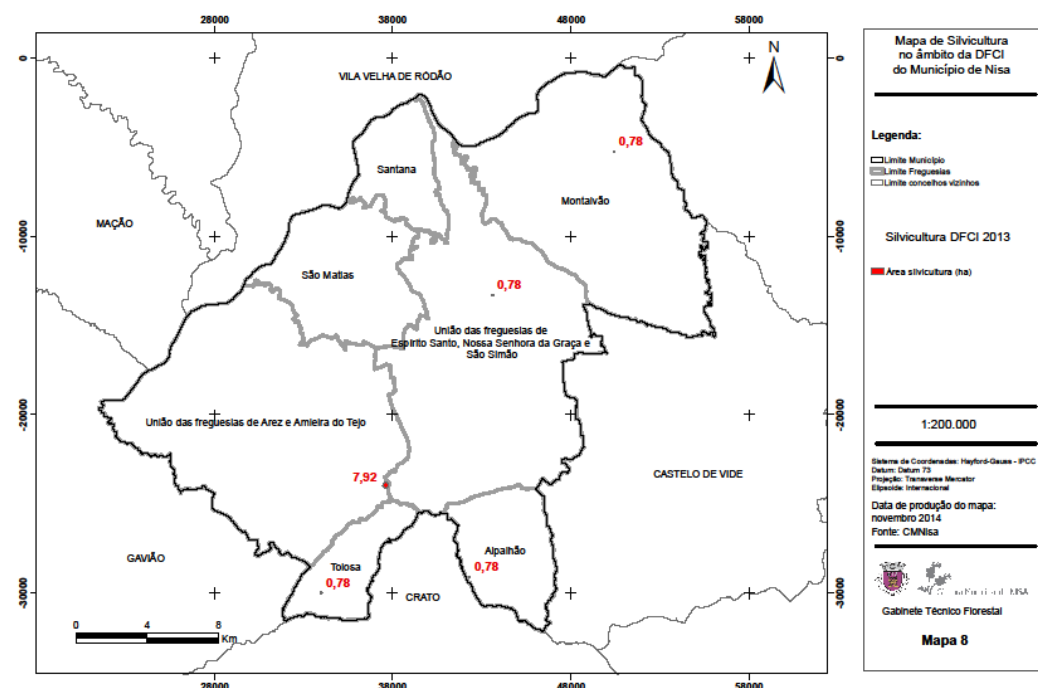 28000 38000 48000 58000
0
-10000
-20000
-30000
0
-10000
-20000
-30000
N
VILA VELHA DE RÓDÃO
0,78
Santana
Montalvão
MAÇÃO
São Matias
0,78
União das freguesias de
Espírito Santo, Nossa Senhora da Graça e
São Simão
União das freguesias de Arez e Amieira do Tejo
7,92
CASTELO DE VIDE
GAVIÃO
Tolosa
0,78
Alpalhão
0,78
CRATO
0 4 8
Km
28000 38000 48000 58000
Mapa de Silvicultura
no âmbito da DFCI
do Município de Nisa
Legenda:
Limite Município
Limite Freguesias
Limite concelhos vizinhos
Silvicultura DFCI 2013
Área silvicultura (ha)
1:200.000
Sistema de Coordenadas: Hayford-Gauss - IPCC
Datum: Datum 73
Projeção: Transverse Mercator
Elipsoide: Internacional
Data de produção do mapa:
novembro 2014
Fonte: CMNisa
NISA
Gabinete Técnico Florestal
Mapa 8